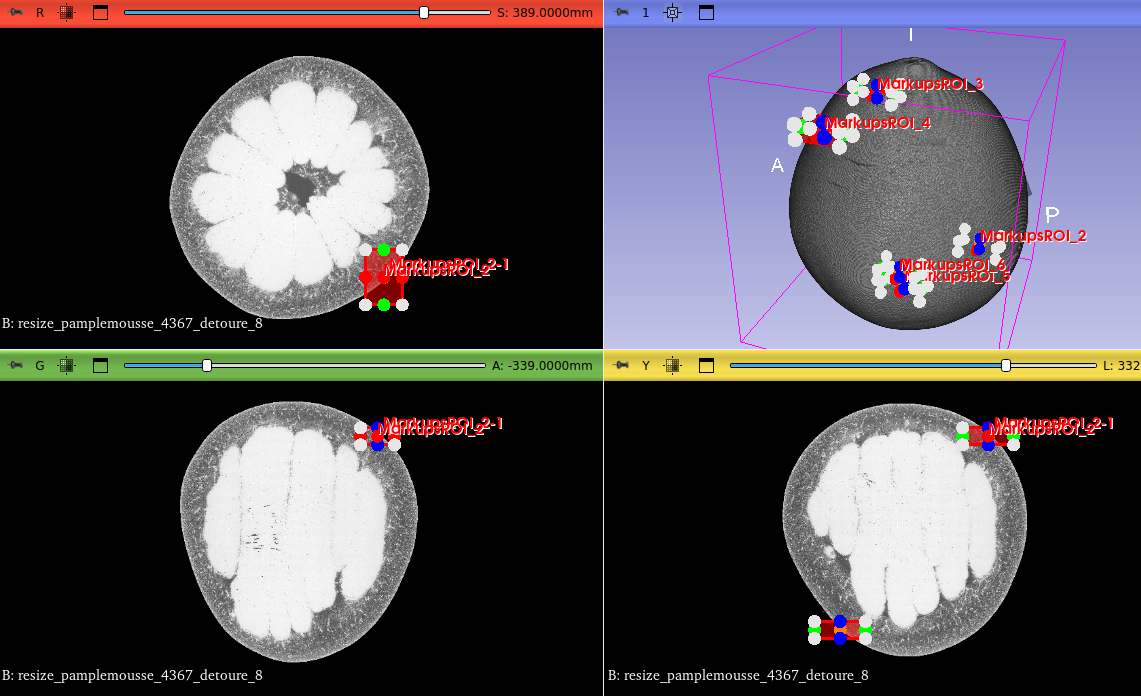 R S: 389.0000mm
1
I
MarkupsROI_3
MarkupsROI_4
A
P
MarkupsROI_2
MarkupsROI_6
MarkupsROI_5
MarkupsROI_2-1
MarkupsROI_2
B: resize_pamplemousse_4367_detoure_8
G A: -339.0000mm
Y L: 332
MarkupsROI_2-1
MarkupsROI_2
MarkupsROI_2-1
MarkupsROI_2
B: resize_pamplemousse_4367_detoure_8
B: resize_pamplemousse_4367_detoure_8